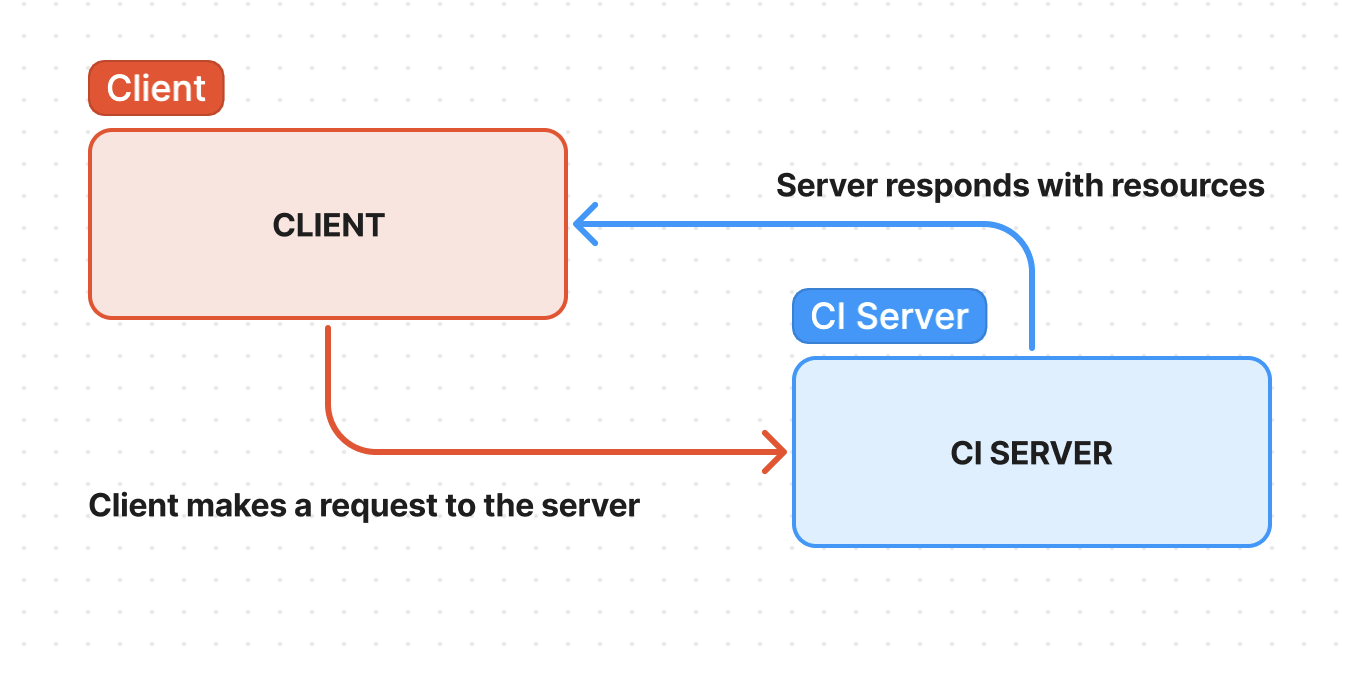 Client
CLIENT
Server responds with resources
CI Server
CI SERVER
Client makes a request to the server